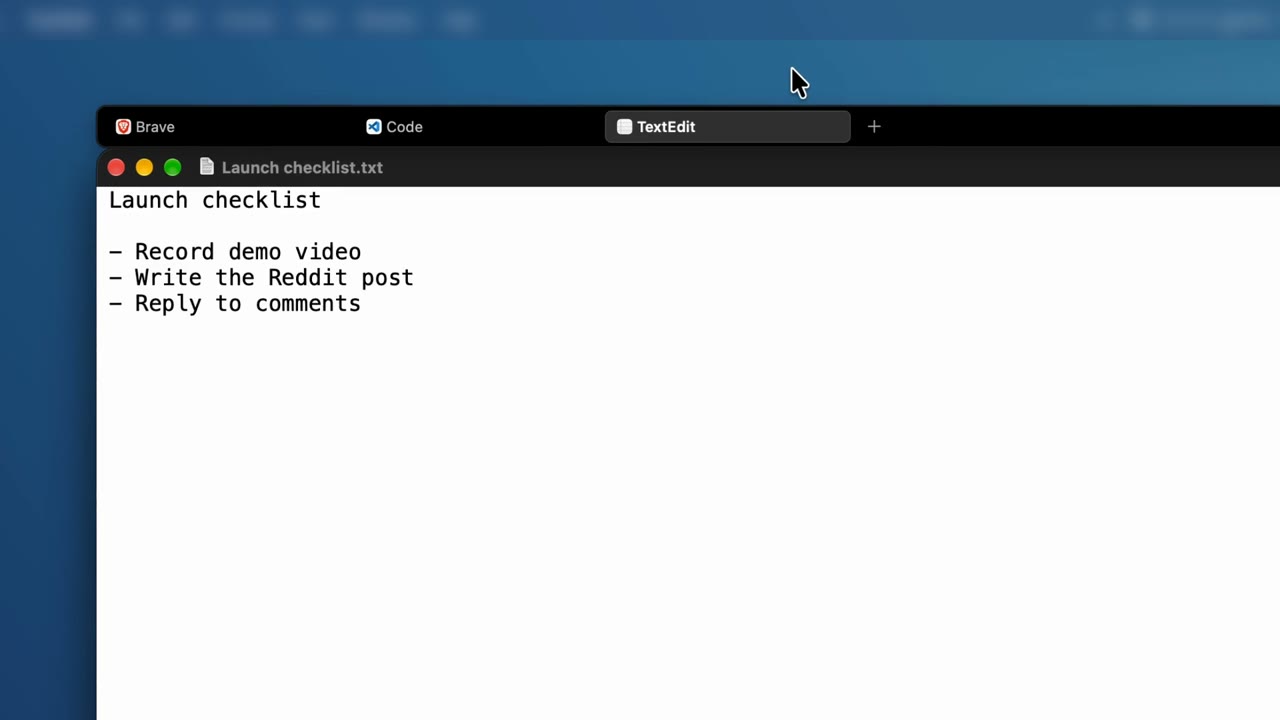 Brave
Code
TextEdit
Launch checklist.txt
Launch checklist
- Record demo video
- Write the Reddit post
- Reply to comments